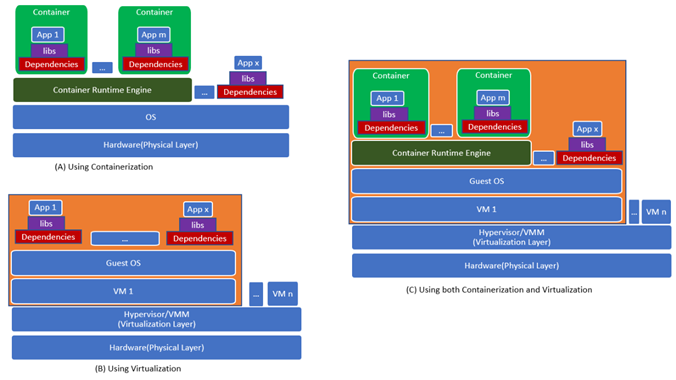 Container
Container
App 1
App m
libs
libs
Dependencies
...
Dependencies
App x
libs
Dependencies
Container Runtime Engine
...
OS
Hardware(Physical Layer)
(A) Using Containerization
App 1
App x
libs
libs
Dependencies
...
Dependencies
Guest OS
VM 1
...
VM n
Hypervisor/VMM
(Virtualization Layer)
Hardware(Physical Layer)
(B) Using Virtualization
Container
Container
App 1
App m
libs
libs
Dependencies
...
Dependencies
App x
libs
Dependencies
Container Runtime Engine
...
Guest OS
VM 1
...
VM n
Hypervisor/VMM
(Virtualization Layer)
Hardware(Physical Layer)
(C) Using both Containerization and Virtualization